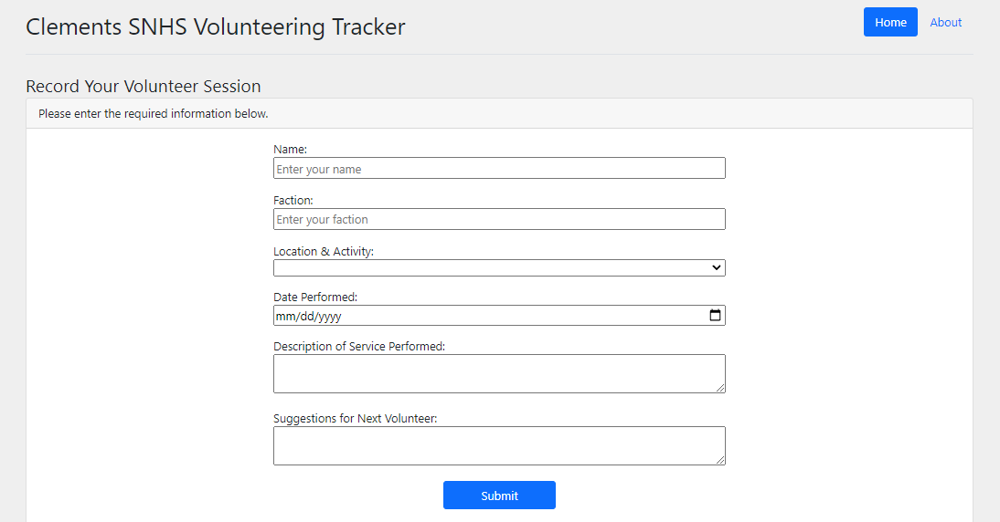 Clements SNHS Volunteering Tracker
Home
About
Record Your Volunteer Session
Please enter the required information below.
Name:
Enter your name
Faction:
Enter your faction
Location & Activity:
Date Performed:
mm/dd/yyyy
Description of Service Performed:
Suggestions for Next Volunteer:
Submit